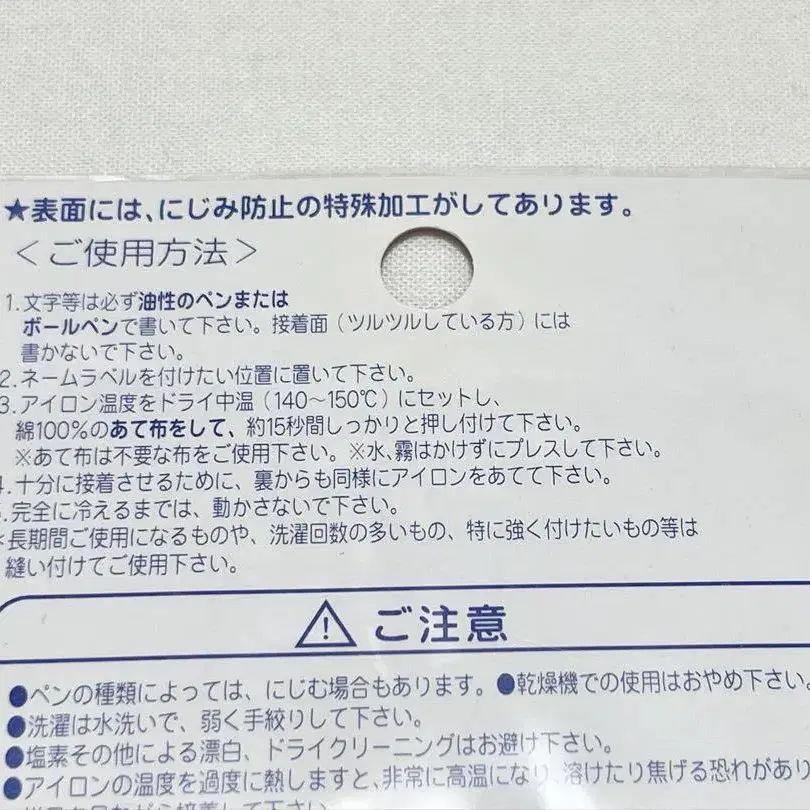 ★表面には、にじみ防止の特殊加工がしてあります。
＜ご使用方法＞
1.文字等は必ず油性のペンまたは
ボールペンで書いて下さい。接着面（ツルツルしている方）には
書かないで下さい。
2.ネームラベルを付けたい位置に置いて下さい。
3.アイロン温度をドライ中温（140〜150℃）にセットし、
綿100%のあて布をして、約15秒間しっかりと押し付けて下さい。
※あて布は不要な布をご使用下さい。※水、霧はかけずにプレスして下さい。
4.十分に接着させるために、裏からも同様にアイロンをあてて下さい。
.完全に冷えるまでは、動かさないで下さい。
※長期間ご使用になるものや、洗濯回数の多いもの、特に強く付けたいもの等は
縫い付けてご使用下さい。
⚠ご注意
●ペンの種類によっては、にじむ場合もあります。●乾燥機での使用はおやめ下さい。
●洗濯は水洗いで、弱く手絞りして下さい。
●塩素その他による漂白、ドライクリーニングはお避け下さい。
●アイロンの温度を過度に熱しますと、非常に高温になり、溶けたり焦げる恐れがあり
ながら接着して下さい。